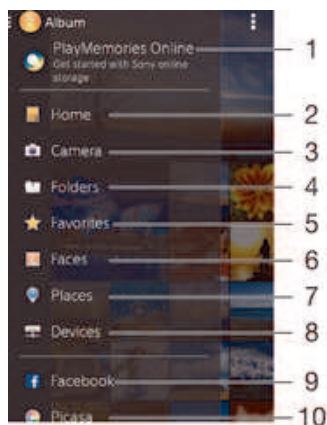 Album
PlayMemories Online 1
Get started with Sony online
storage
Home 2
Camera 3
Folders 4
Favorites 5
Faces 6
Places 7
Devices 8
Facebook 9
Picasa 10